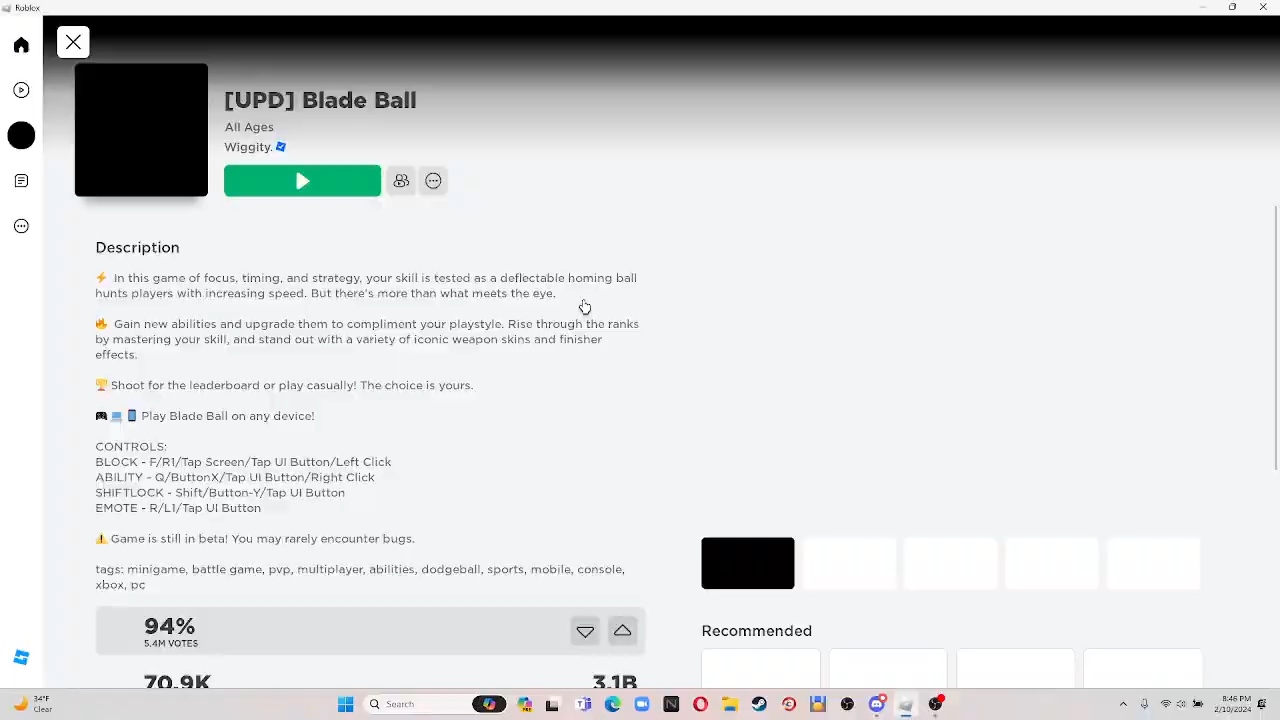 Roblox
[UPD] Blade Ball
All Ages
Wiggity.
Description
⚡ In this game of focus, timing, and strategy, your skill is tested as a deflectable homing ball
hunts players with increasing speed. But there's more than what meets the eye.
🔥 Gain new abilities and upgrade them to compliment your playstyle. Rise through the ranks
by mastering your skill, and stand out with a variety of iconic weapon skins and finisher
effects.
🏆 Shoot for the leaderboard or play casually! The choice is yours.
🎮💻📱 Play Blade Ball on any device!
CONTROLS:
BLOCK - F/R1/Tap Screen/Tap UI Button/Left Click
ABILITY - Q/ButtonX/Tap UI Button/Right Click
SHIFTLOCK - Shift/Button-Y/Tap UI Button
EMOTE - R/L1/Tap UI Button
⚠️ Game is still in beta! You may rarely encounter bugs.
tags: minigame, battle game, pvp, multiplayer, abilities, dodgeball, sports, mobile, console,
xbox, pc
94%
5.4M VOTES
70.9K
3.1B
Recommended
34°F
Clear
Search
8:46 PM
2/10/2024